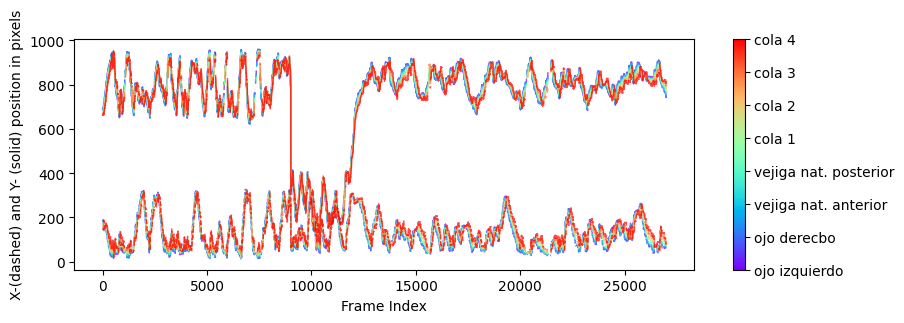 X-(dashed) and Y- (solid) position in pixels
1000
800
600
400
200
0
0 5000 10000 15000 20000 25000
Frame Index
cola 4
cola 3
cola 2
cola 1
vejiga nat. posterior
vejiga nat. anterior
ojo derecbo
ojo izquierdo